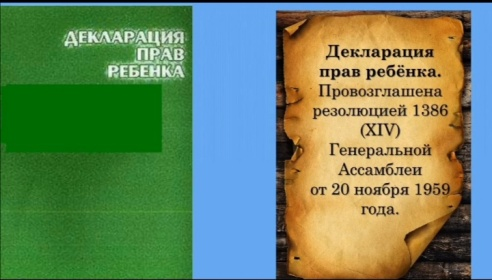 ДЕКЛАРАЦИЯ
ПРАВ
РЕБЕНКА
Декларация
прав ребёнка.
Провозглашена
резолюцией 1386
(XIV)
Генеральной
Ассамблеи
от 20 ноября 1959
года.